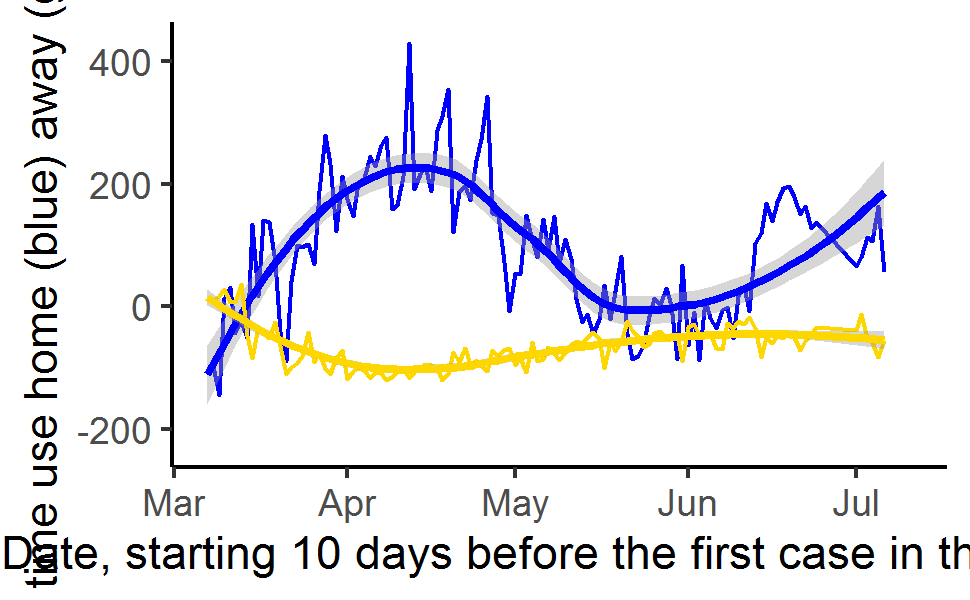 time use home (blue) away (
400
200
0
-200
Mar Apr May Jun Jul
Date, starting 10 days before the first case in th